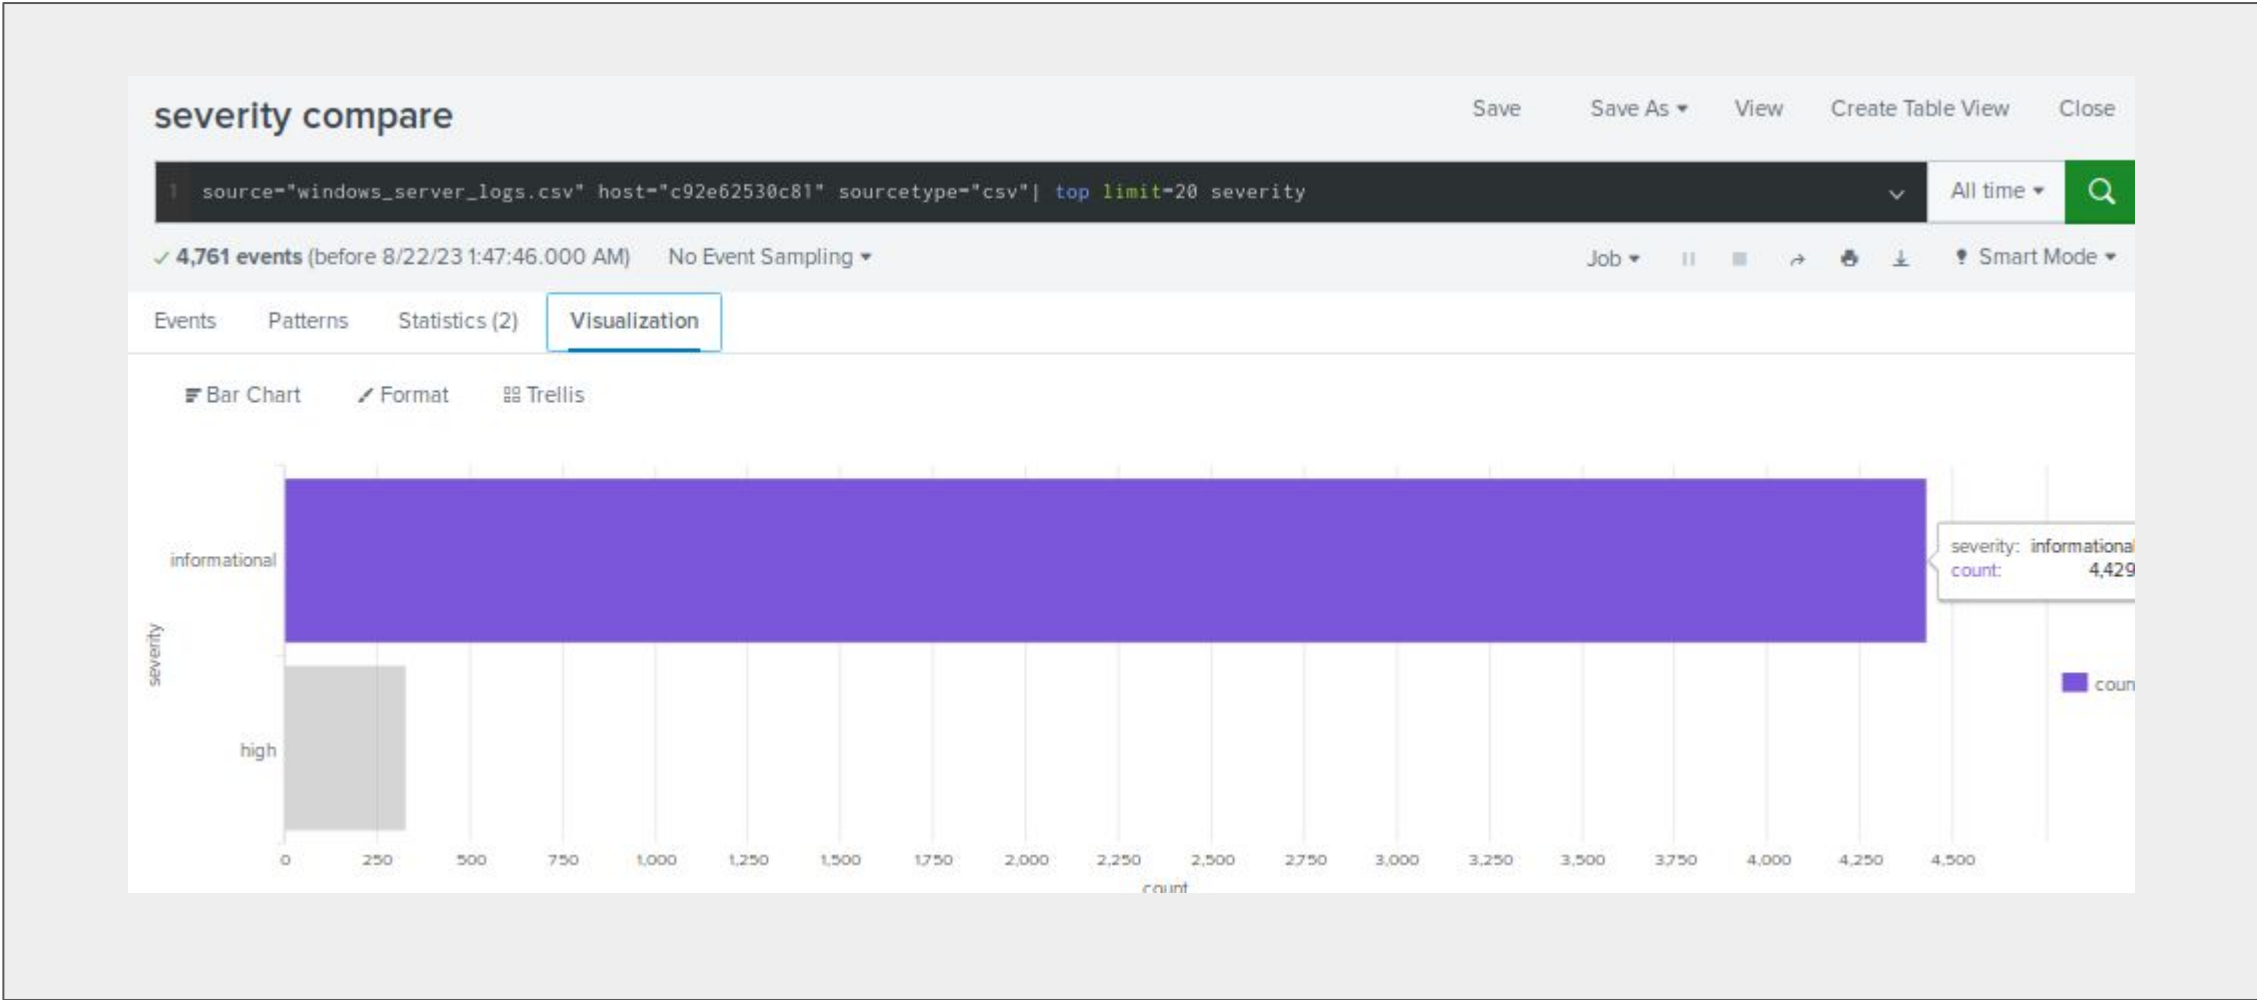 severity compare
Save Save As View Create Table View Close
1 source="windows_server_logs.csv" host="c92e62530c81" sourcetype="csv"| top limit=20 severity
All time
4,761 events (before 8/22/23 1:47:46.000 AM) No Event Sampling
Job Smart Mode
Events Patterns Statistics (2) Visualization
Bar Chart Format Trellis
informational
severity: informational
count: 4,429
severity
coun
high
0 250 500 750 1,000 1,250 1,500 1,750 2,000 2,250 2,500 2,750 3,000 3,250 3,500 3,750 4,000 4,250 4,500
count